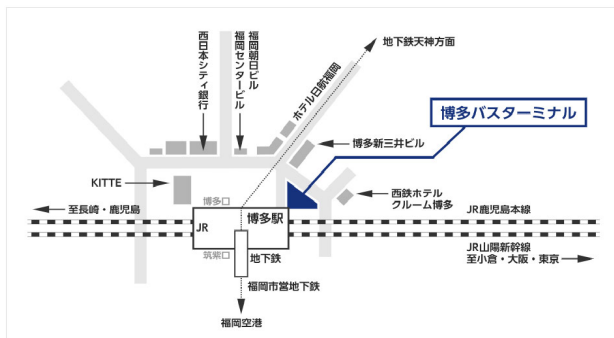 地下鉄天神方面
福岡朝日ビル
福岡センタービル
西日本シティ銀行
ホテル日航福岡
博多バスターミナル
博多新三井ビル
KITTE
西鉄ホテル
クルーム博多
博多口
至長崎・鹿児島
博多駅
JR鹿児島本線
JR
筑紫口
地下鉄
JR山陽新幹線
至小倉・大阪・東京
福岡市営地下鉄
福岡空港